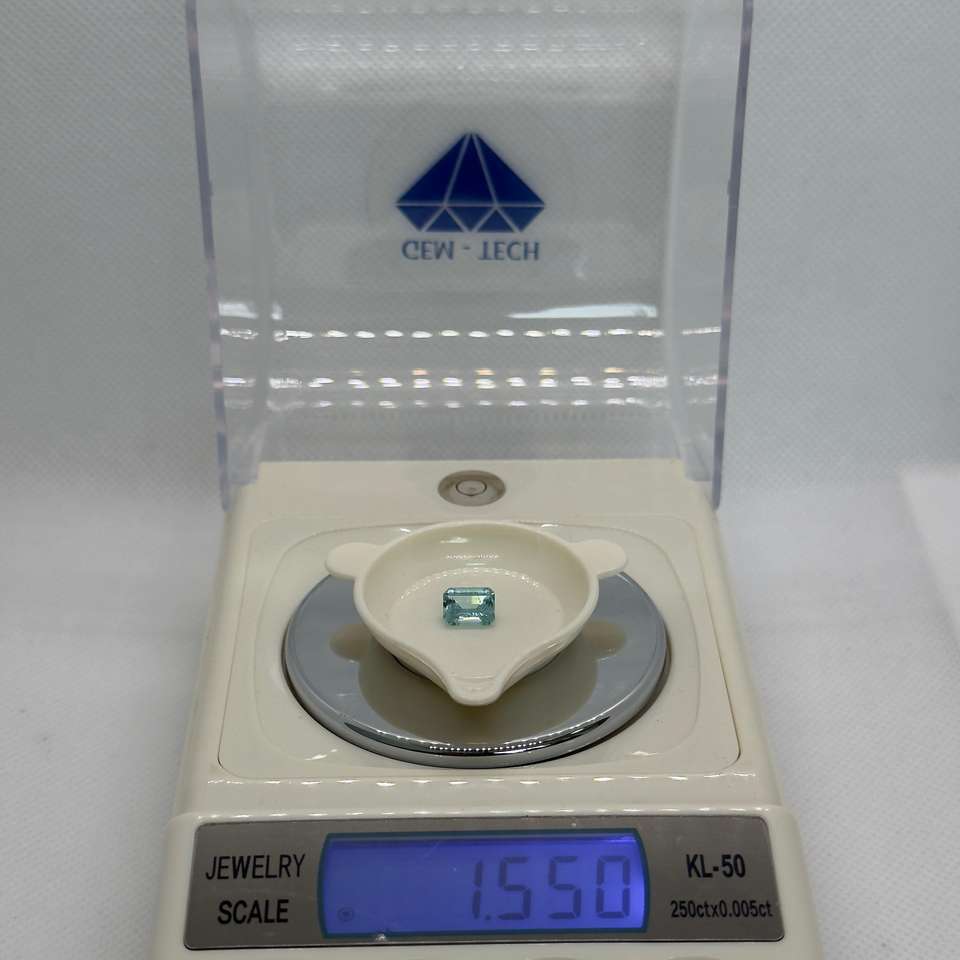 GEM - TECH
JEWELRY
SCALE
1.550
KL-50
250ctx0.005ct